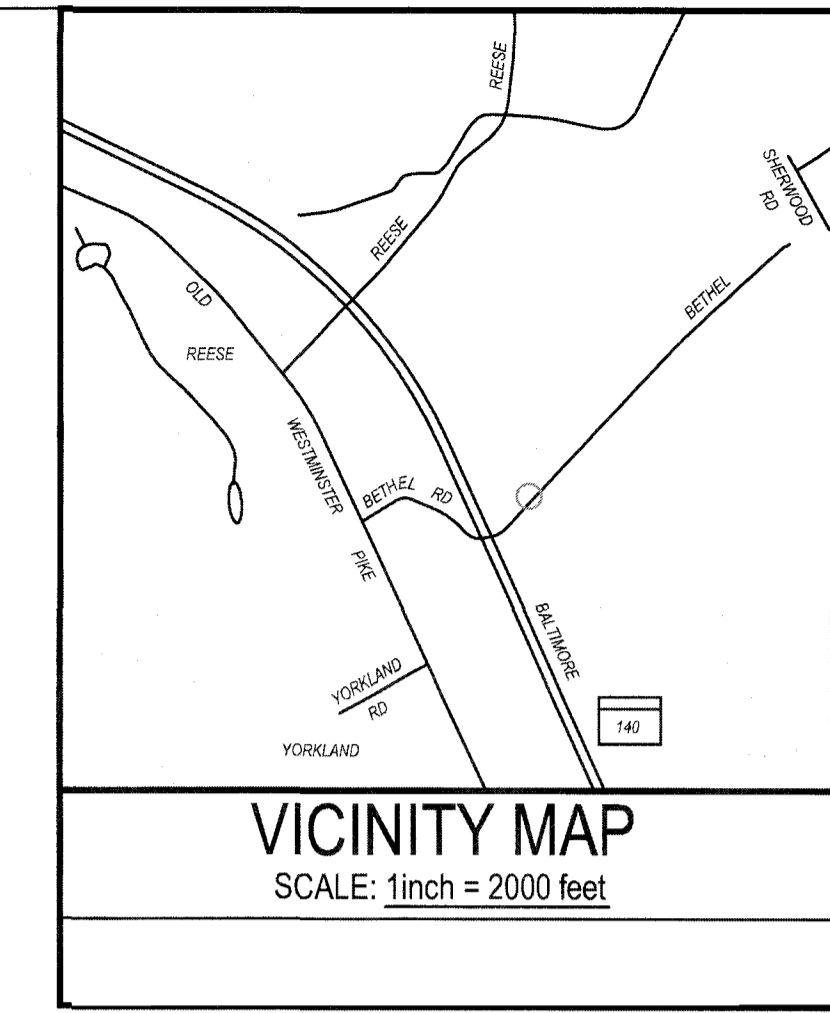 REESE
SHERWOOD
RD
REESE
BETHEL
OLD
REESE
WESTMINSTER
BETHEL RD
PIKE
BALTIMORE
YORKLAND
RD
140
YORKLAND
VICINITY MAP
SCALE: 1inch = 2000 feet